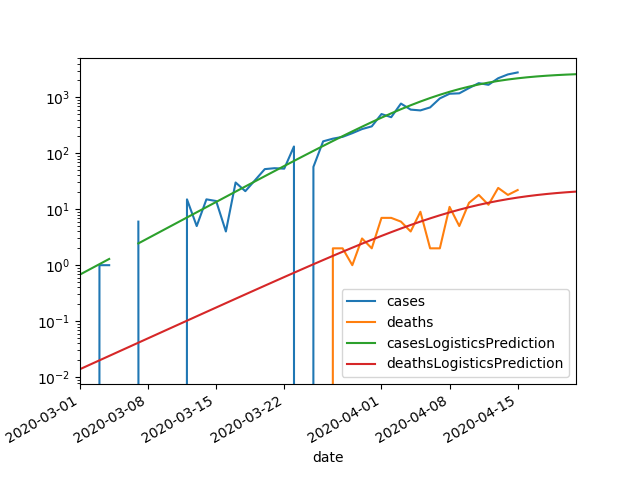 10³
10²
10¹
10⁰
10⁻¹
10⁻²
cases
deaths
casesLogisticsPrediction
deathsLogisticsPrediction
2020-03-01
2020-03-08
2020-03-15
2020-03-22
2020-04-01
2020-04-08
2020-04-15
date